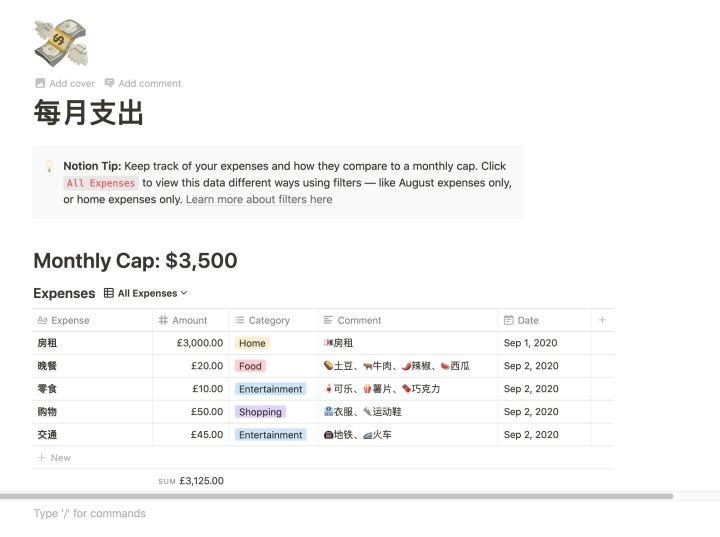 Add cover Add comment
每月支出
Notion Tip: Keep track of your expenses and how they compare to a monthly cap. Click
All Expenses to view this data different ways using filters — like August expenses only,
or home expenses only. Learn more about filters here
Monthly Cap: $3,500
Expenses All Expenses
Aa Expense # Amount Category Comment Date +
房租 £3,000.00 Home 房租 Sep 1, 2020
晚餐 £20.00 Food 土豆、牛肉、辣椒、西瓜 Sep 2, 2020
零食 £10.00 Entertainment 可乐、薯片、巧克力 Sep 2, 2020
购物 £50.00 Shopping 衣服、运动鞋 Sep 2, 2020
交通 £45.00 Entertainment 地铁、火车 Sep 2, 2020
+ New
SUM £3,125.00
Type '/' for commands